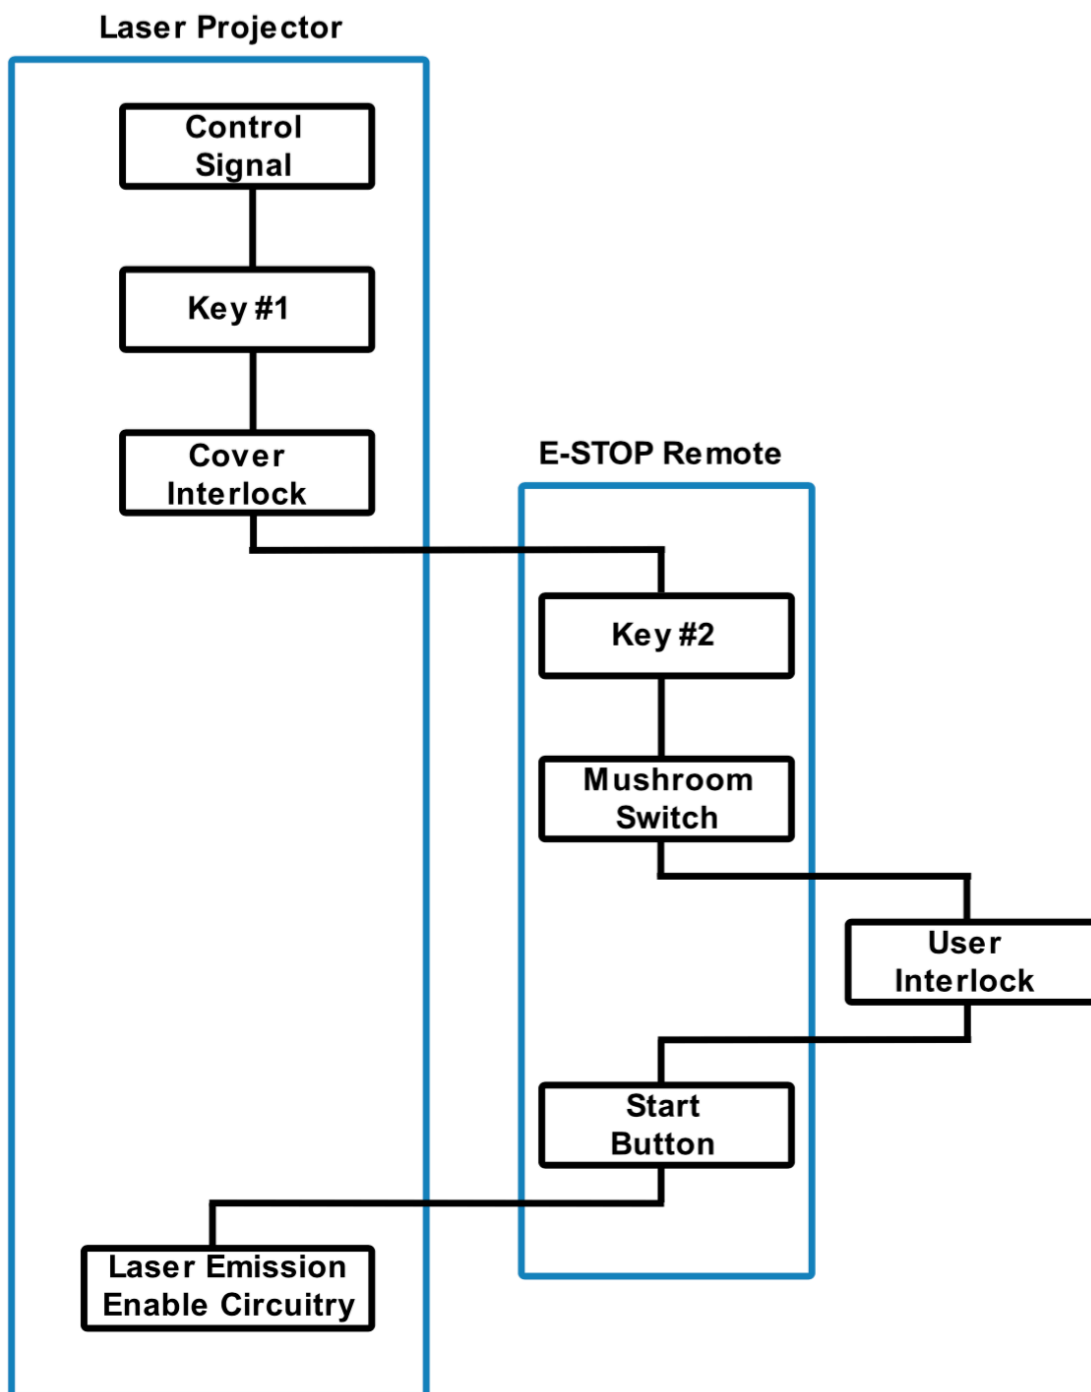 Laser Projector
Control
Signal
Key #1
Cover
Interlock
E-STOP Remote
Key #2
Mushroom
Switch
User
Interlock
Start
Button
Laser Emission
Enable Circuitry